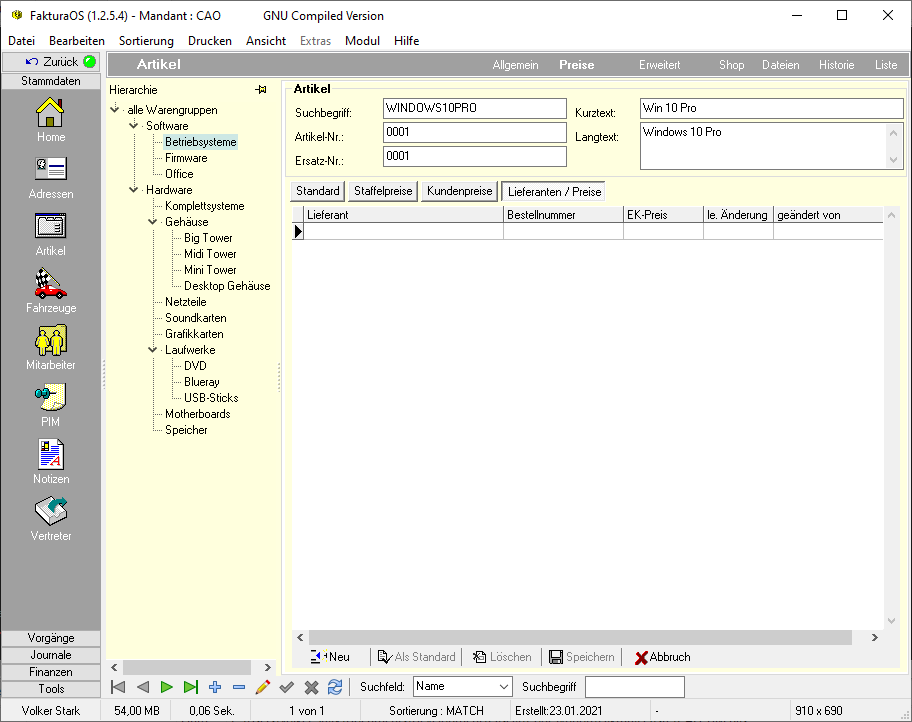 FakturaOS (1.2.5.4) - Mandant : CAO GNU Compiled Version
Datei Bearbeiten Sortierung Drucken Ansicht Extras Modul Hilfe
Zurück
Artikel Allgemein Preise Erweitert Shop Dateien Historie Liste
Stammdaten
Home
Adressen
Artikel
Fahrzeuge
Mitarbeiter
PIM
Notizen
Vertreter
Vorgänge
Journale
Finanzen
Tools
Hierarchie
alle Warengruppen
Software
Betriebsysteme
Firmware
Office
Hardware
Komplettsysteme
Gehäuse
Big Tower
Midi Tower
Mini Tower
Desktop Gehäuse
Netzteile
Soundkarten
Grafikkarten
Laufwerke
DVD
Blueray
USB-Sticks
Motherboards
Speicher
Artikel
Suchbegriff: WINDOWS10PRO Kurztext: Win 10 Pro
Artikel-Nr.: 0001 Langtext: Windows 10 Pro
Ersatz-Nr.: 0001
Standard Staffelpreise Kundenpreise Lieferanten / Preise
Lieferant Bestellnummer EK-Preis le. Änderung geändert von
Neu Als Standard Löschen Speichern Abbruch
Suchfeld: Name Suchbegriff
Volker Stark 54,00 MB 0,06 Sek. 1 von 1 Sortierung : MATCH Erstellt:23.01.2021 - 910 x 690